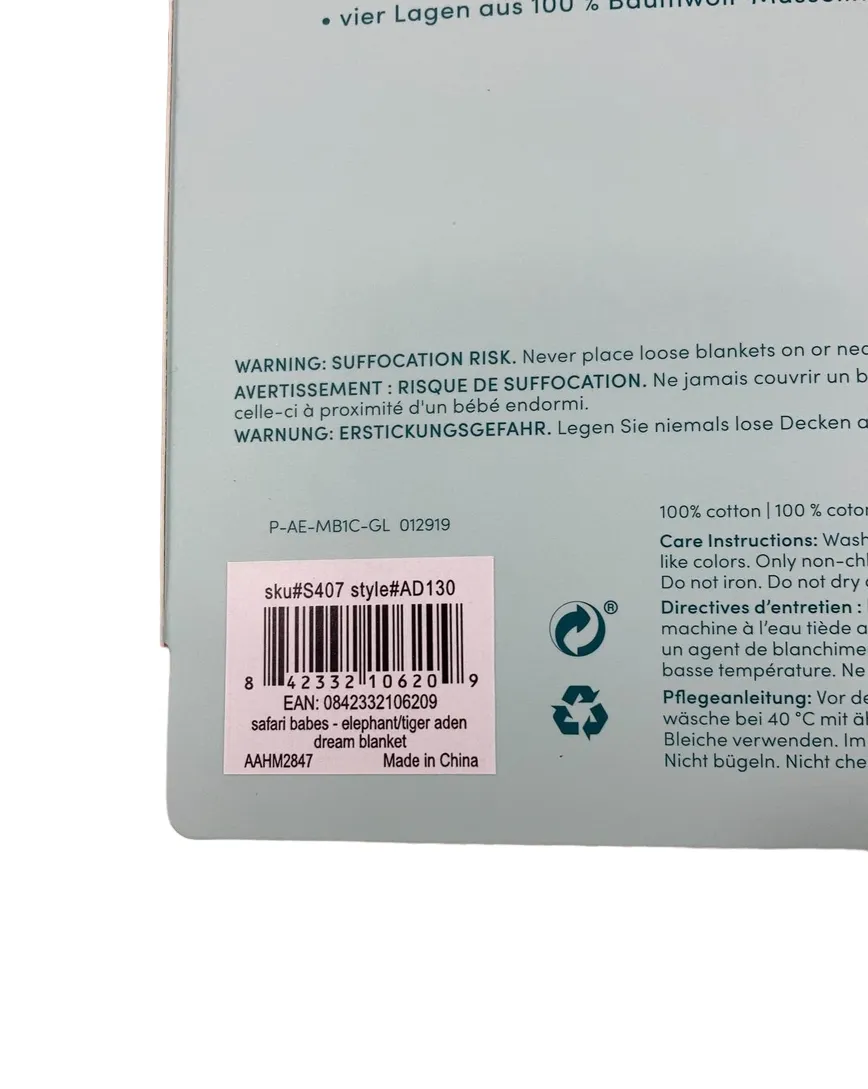 • vier Lagen aus 100 % Baumwoll-
WARNING: SUFFOCATION RISK. Never place loose blankets on or
AVERTISSEMENT : RISQUE DE SUFFOCATION. Ne jamais couvrir un
celle-ci à proximité d'un bébé endormi.
WARNUNG: ERSTICKUNGSGEFAHR. Legen Sie niemals lose Decken
P-AE-MB1C-GL 012919
sku#S407 style#AD130
8 42332 10620 9
EAN: 0842332106209
safari babes - elephant/tiger aden
dream blanket
AAHM2847 Made in China
®
100% cotton | 100 %
Care Instructions: Wash
like colors. Only
Do not iron. Do not dry
Directives d’entretien :
machine à l’eau tiède
un agent de
basse température. Ne
Pflegeanleitung: Vor
wäsche bei 40 °C mit
Bleiche verwenden. Im
Nicht bügeln. Nicht